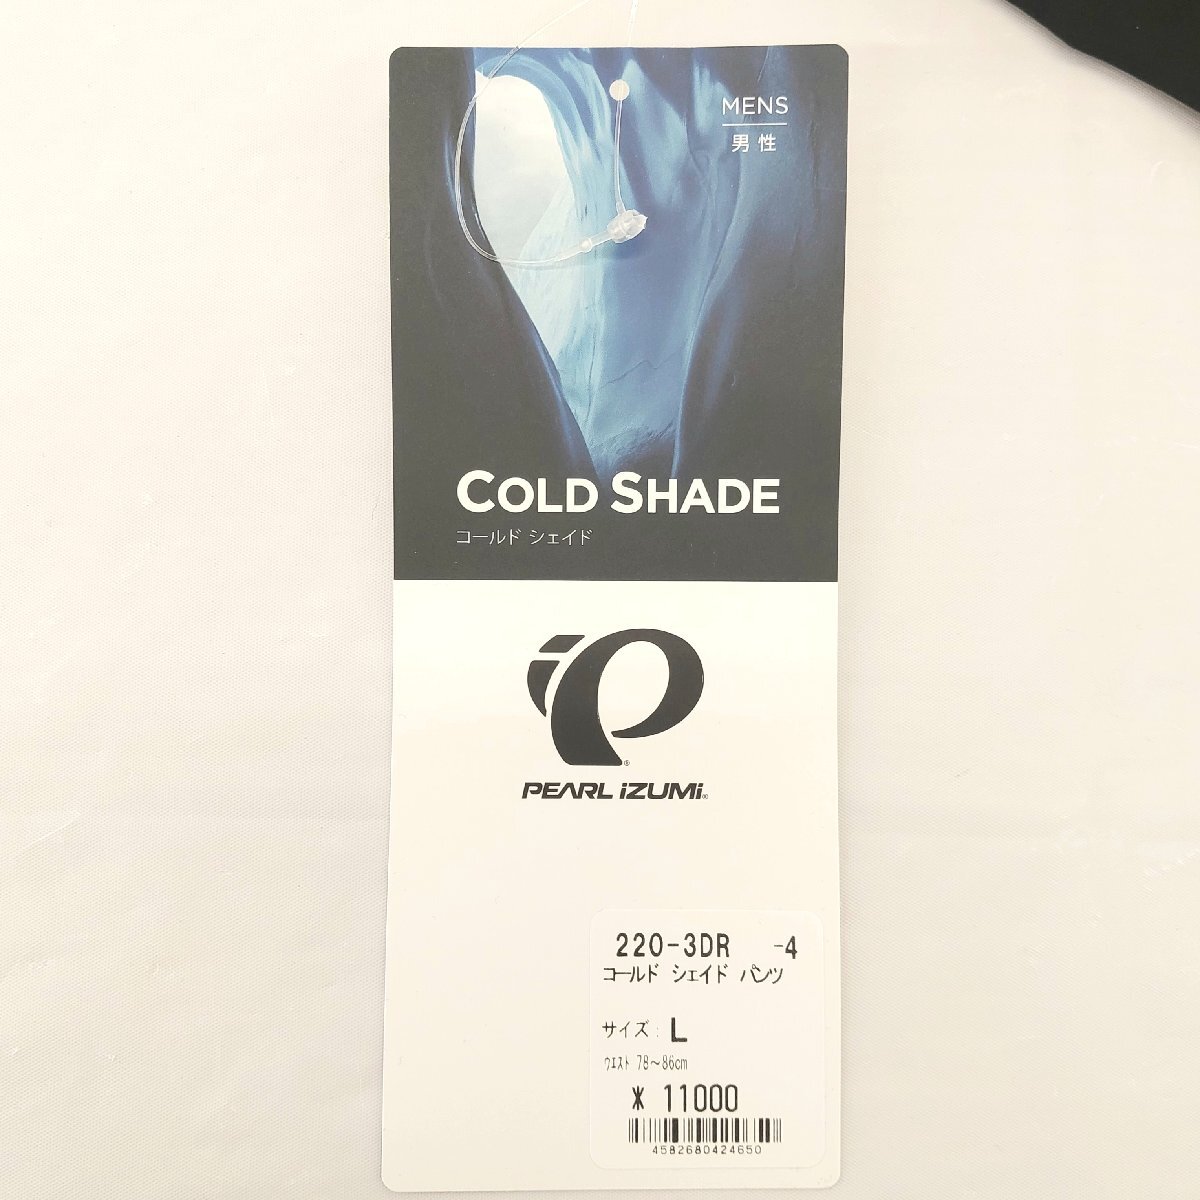 MENS
男性
COLD SHADE
コールド シェイド
PEARL iZUMi®
220-3DR -4
コールド シェイド パンツ
サイズ: L
ウエスト 78～86cm
¥ 11000
4582680424650